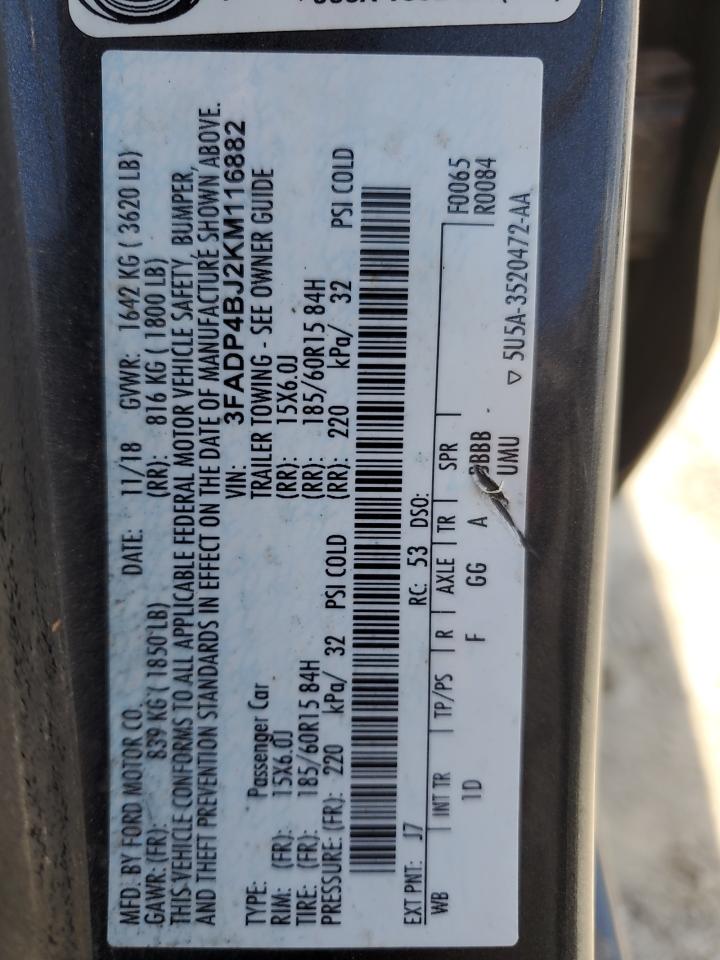 MFD. BY FORD MOTOR CO. DATE: 11/18 GVWR: 1642 KG ( 3620 LB)
GAWR: (FR): 839 KG ( 1850 LB) (RR): 816 KG ( 1800 LB)
THIS VEHICLE CONFORMS TO ALL APPLICABLE FEDERAL MOTOR VEHICLE SAFETY, BUMPER,
AND THEFT PREVENTION STANDARDS IN EFFECT ON THE DATE OF MANUFACTURE SHOWN ABOVE.
VIN: 3FADP4BJ2KM116882
TYPE: Passenger Car TRAILER TOWING - SEE OWNER GUIDE
RIM: (FR): 15X6.0J (RR): 15X6.0J
TIRE: (FR): 185/60R15 84H (RR): 185/60R15 84H
PRESSURE: (FR): 220 kPa/ 32 PSI COLD (RR): 220 kPa/ 32 PSI COLD
EXT PNT: J7 RC: 53 DSO: F0065
WB INT TR TP/PS R AXLE TR SPR R0084
1D F GG A BBBB
UMU
▽ 5U5A-3520472-AA